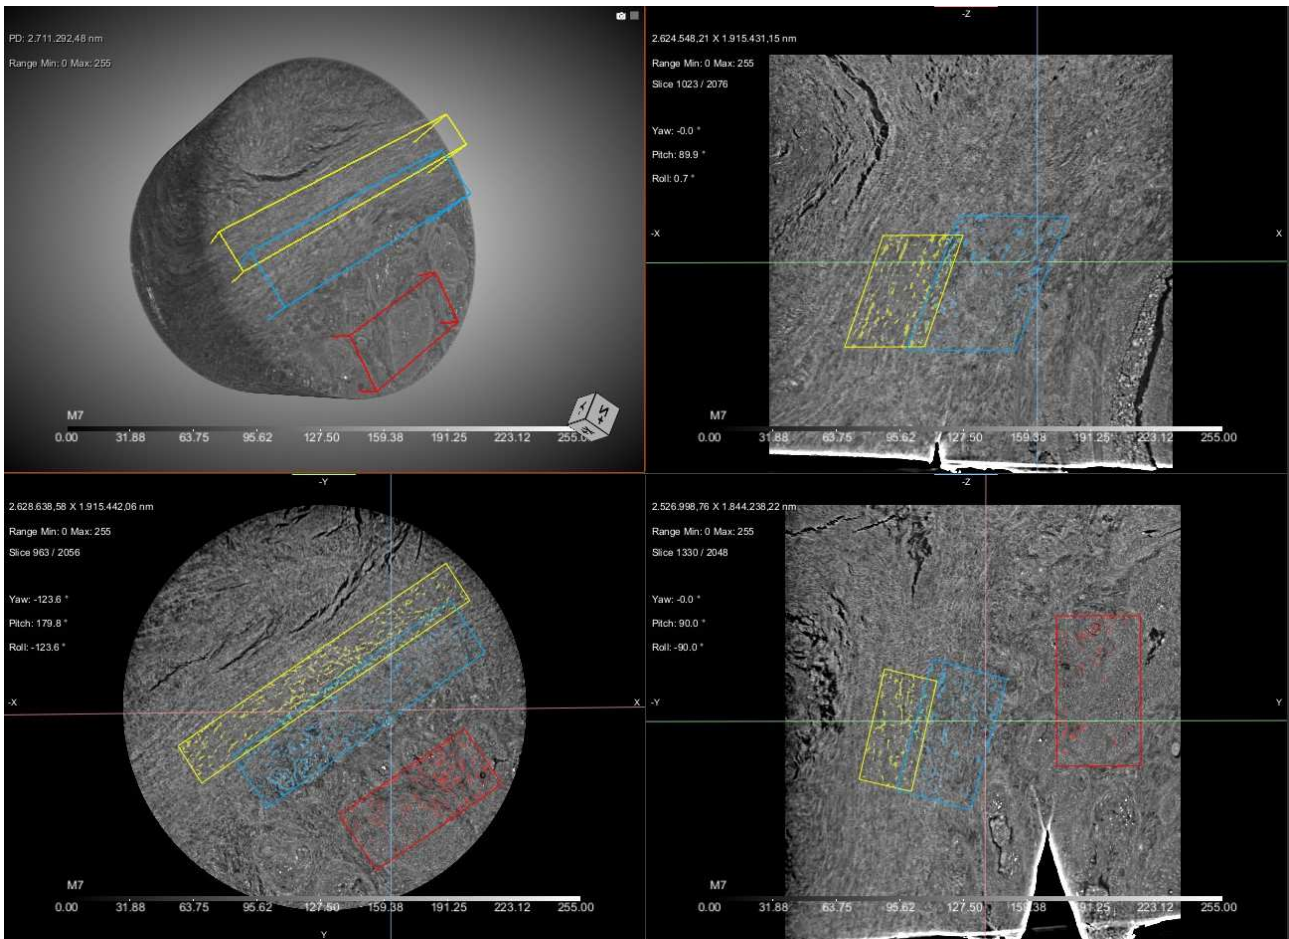 PD: 2.711.292,48 nm
Range Min: 0 Max: 255
M7
0.00 31.88 63.75 95.62 127.50 159.38 191.25 223.12 255.00
-Z
2.624.548,21 X 1.915.431,15 nm
Range Min: 0 Max: 255
Slice 1023 / 2076
Yaw: -0.0 °
Pitch: 89.9 °
Roll: 0.7 °
-X X
M7
0.00 31.88 63.75 95.62 127.50 159.38 191.25 223.12 255.00
-Y
2.628.638,58 X 1.915.442,06 nm
Range Min: 0 Max: 255
Slice 963 / 2056
Yaw: -123.6 °
Pitch: 179.8 °
Roll: -123.6 °
-X X
M7
0.00 31.88 63.75 95.62 127.50 159.38 191.25 223.12 255.00
Y
-Z
2.526.998,76 X 1.844.238,22 nm
Range Min: 0 Max: 255
Slice 1330 / 2048
Yaw: -0.0 °
Pitch: 90.0 °
Roll: -90.0 °
-Y Y
M7
0.00 31.88 63.75 95.62 127.50 159.38 191.25 223.12 255.00